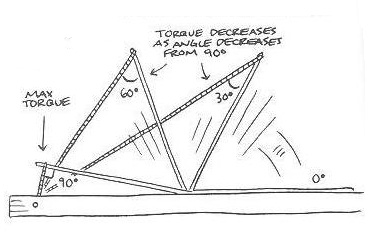 TORQUE DECREASES
AS ANGLE DECREASES
FROM 90°
MAX
TORQUE
60°
30°
90°
0°